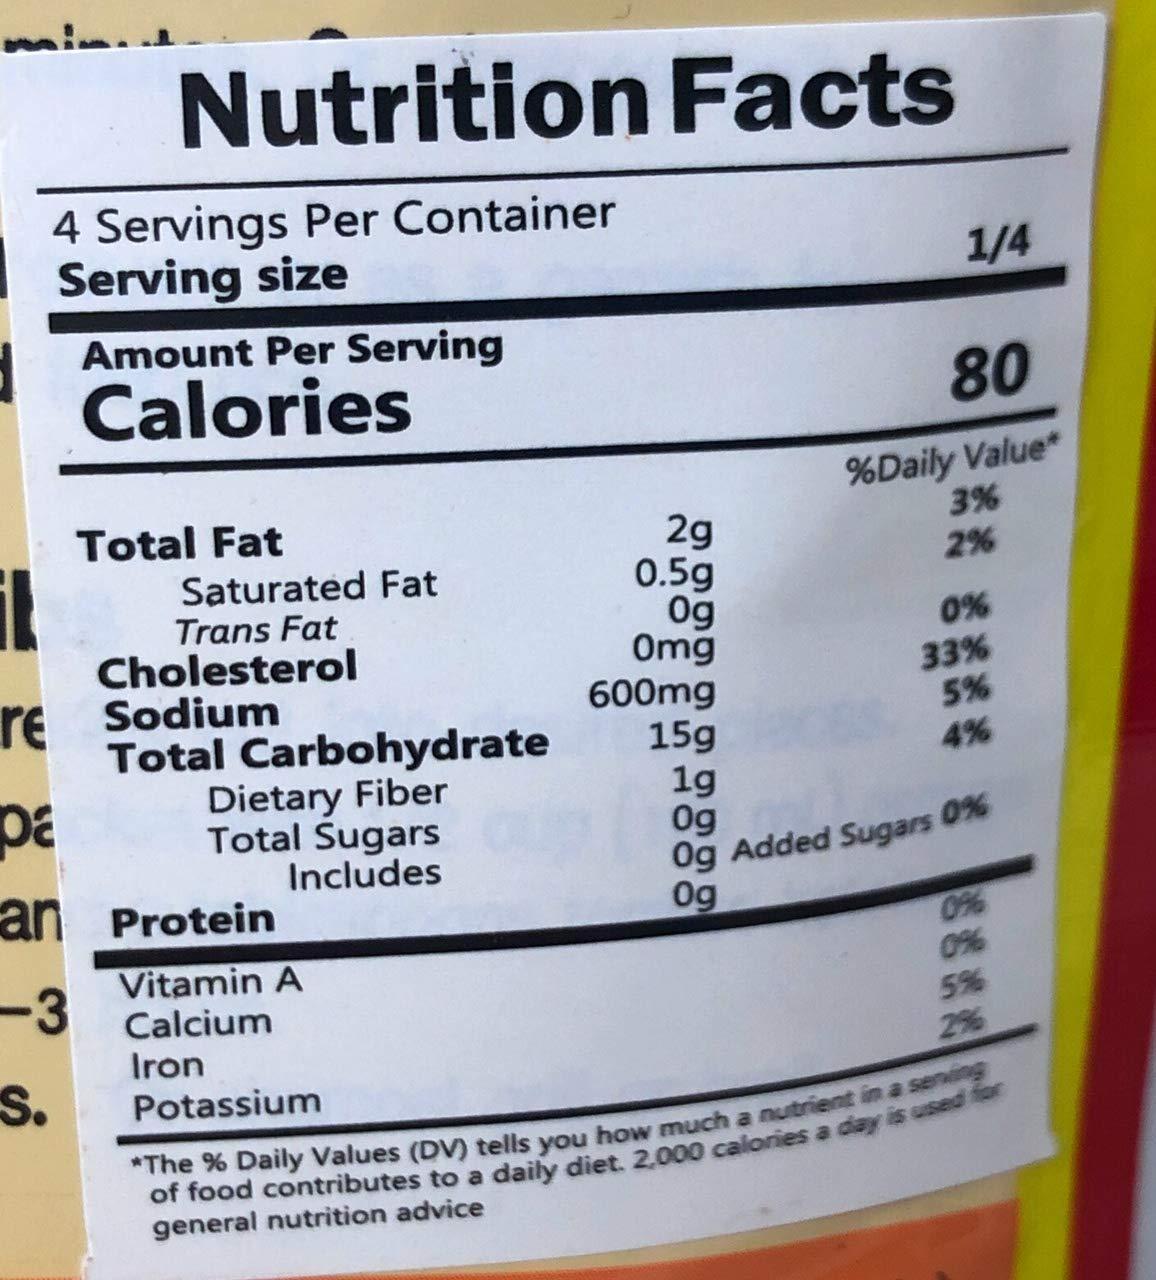 Nutrition Facts
4 Servings Per Container
Serving size 1/4
Amount Per Serving
Calories 80
%Daily Value*
Total Fat 2g 3%
Saturated Fat 0.5g 2%
Trans Fat 0g
Cholesterol 0mg 0%
Sodium 600mg 33%
Total Carbohydrate 15g 5%
Dietary Fiber 1g 4%
Total Sugars 0g
Includes 0g Added Sugars 0%
Protein 0g
Vitamin A 0%
Calcium 0%
Iron 5%
Potassium 2%
*The % Daily Values (DV) tells you how much a nutrient in a serving
of food contributes to a daily diet. 2,000 calories a day is used for
general nutrition advice
re
pa
an
-3
s.